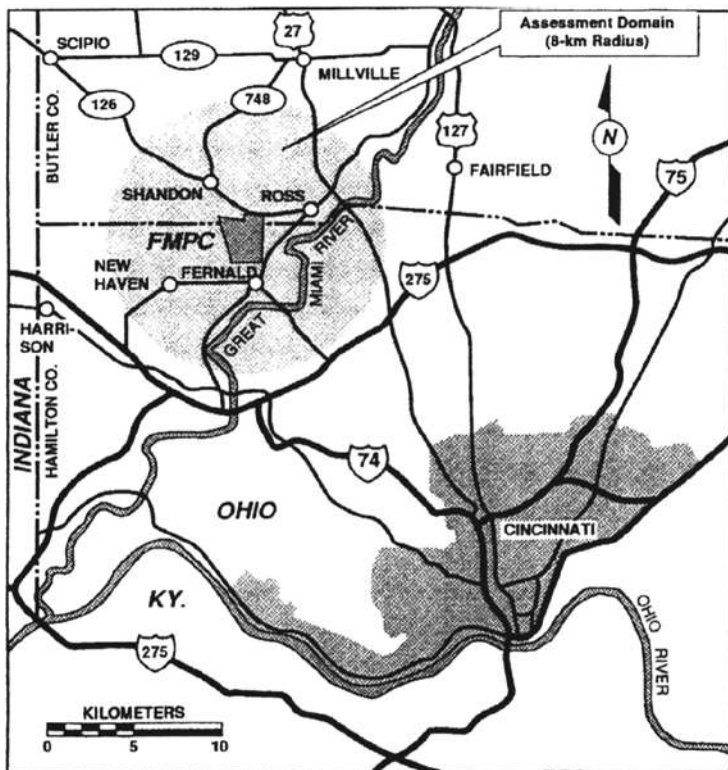 Assessment Domain
(8-km Radius)
27
SCIPIO
129
MILLVILLE
126
748
BUTLER CO.
127
N
FAIRFIELD
75
SHANDON
ROSS
FMPC
RIVER
NEW
HAVEN
FERNALD
MIAMI
275
GREAT
HARRI-
SON
INDIANA
HAMILTON CO.
74
OHIO
CINCINNATI
KY.
OHIO
RIVER
275
KILOMETERS
0 5 10